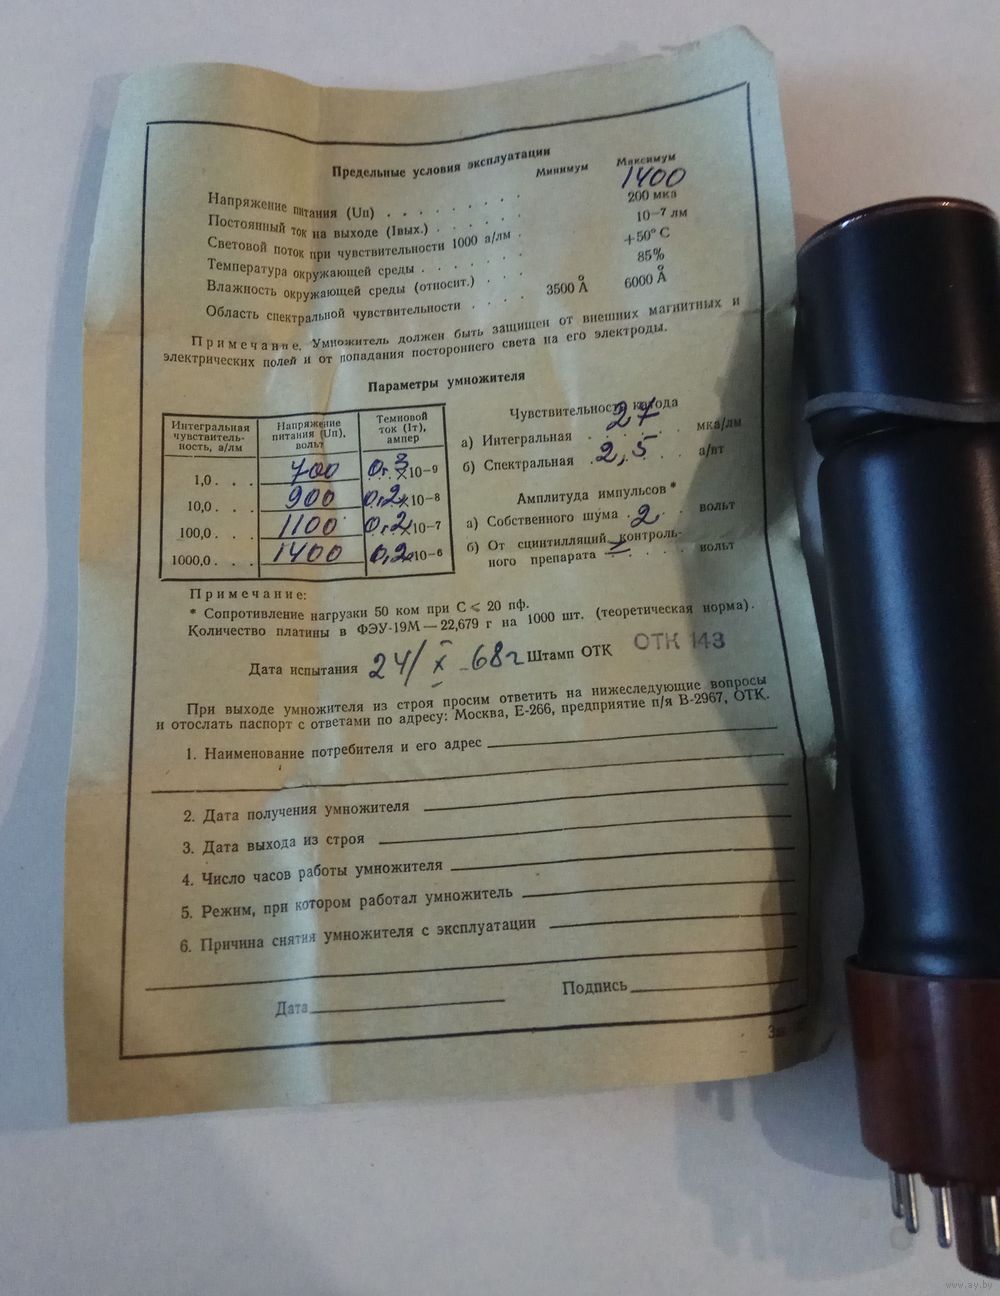 Предельные условия эксплуатации
Минимум Максимум
Напряжение питания (Uп) . . . . . . . . . 1400
Постоянный ток на выходе (Iвых.) . . . . . . 200 мка
Световой поток при чувствительности 1000 а/лм . 10−7 лм
Температура окружающей среды . . . . . . . +50° С
Влажность окружающей среды (относит.) . . . 85%
Область спектральной чувствительности . . . . 3500 Å 6000 Å
Примечание. Умножитель должен быть защищен от внешних магнитных и
электрических полей и от попадания постороннего света на его электроды.
Параметры умножителя
Интегральная чувствитель-ность, а/лм
Напряжение питания (Uп), вольт
Темновой ток (Iт), ампер
1,0 . . . 700 0,3×10−9
10,0 . . . 900 0,2×10−8
100,0 . . . 1100 0,2×10−7
1000,0 . . . 1400 0,2×10−6
Чувствительность катода
а) Интегральная . . 27 . . мка/лм
б) Спектральная . 2,5 . . а/вт
Амплитуда импульсов*
а) Собственного шума . 2 . вольт
б) От сцинтилляций контроль-
ного препарата . . . . вольт
Примечание:
* Сопротивление нагрузки 50 ком при С ⩽ 20 пф.
Количество платины в ФЭУ-19М — 22,679 г на 1000 шт. (теоретическая норма).
Дата испытания 24/X-68г Штамп ОТК ОТК 143
При выходе умножителя из строя просим ответить на нижеследующие вопросы
и отослать паспорт с ответами по адресу: Москва, Е-266, предприятие п/я В-2967, ОТК.
1. Наименование потребителя и его адрес
2. Дата получения умножителя
3. Дата выхода из строя
4. Число часов работы умножителя
5. Режим, при котором работал умножитель
6. Причина снятия умножителя с эксплуатации
Дата Подпись
www.ay.by